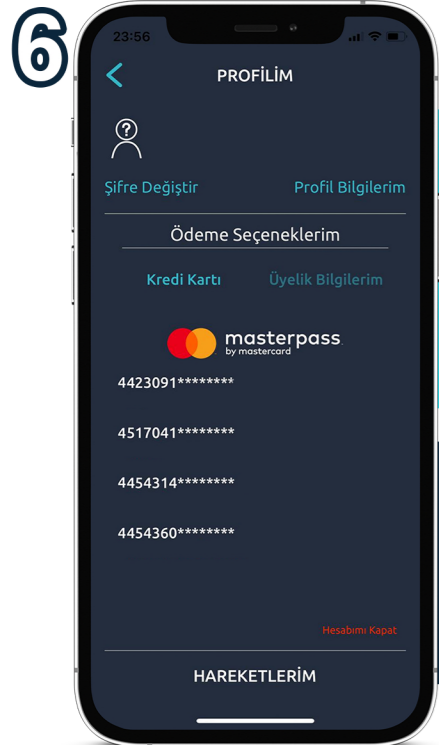 6
23:56
PROFİLİM
Şifre Değiştir Profil Bilgilerim
Ödeme Seçeneklerim
Kredi Kartı Üyelik Bilgilerim
masterpass
by mastercard
4423091********
4517041********
4454314********
4454360********
Hesabımı Kapat
HAREKETLERİM